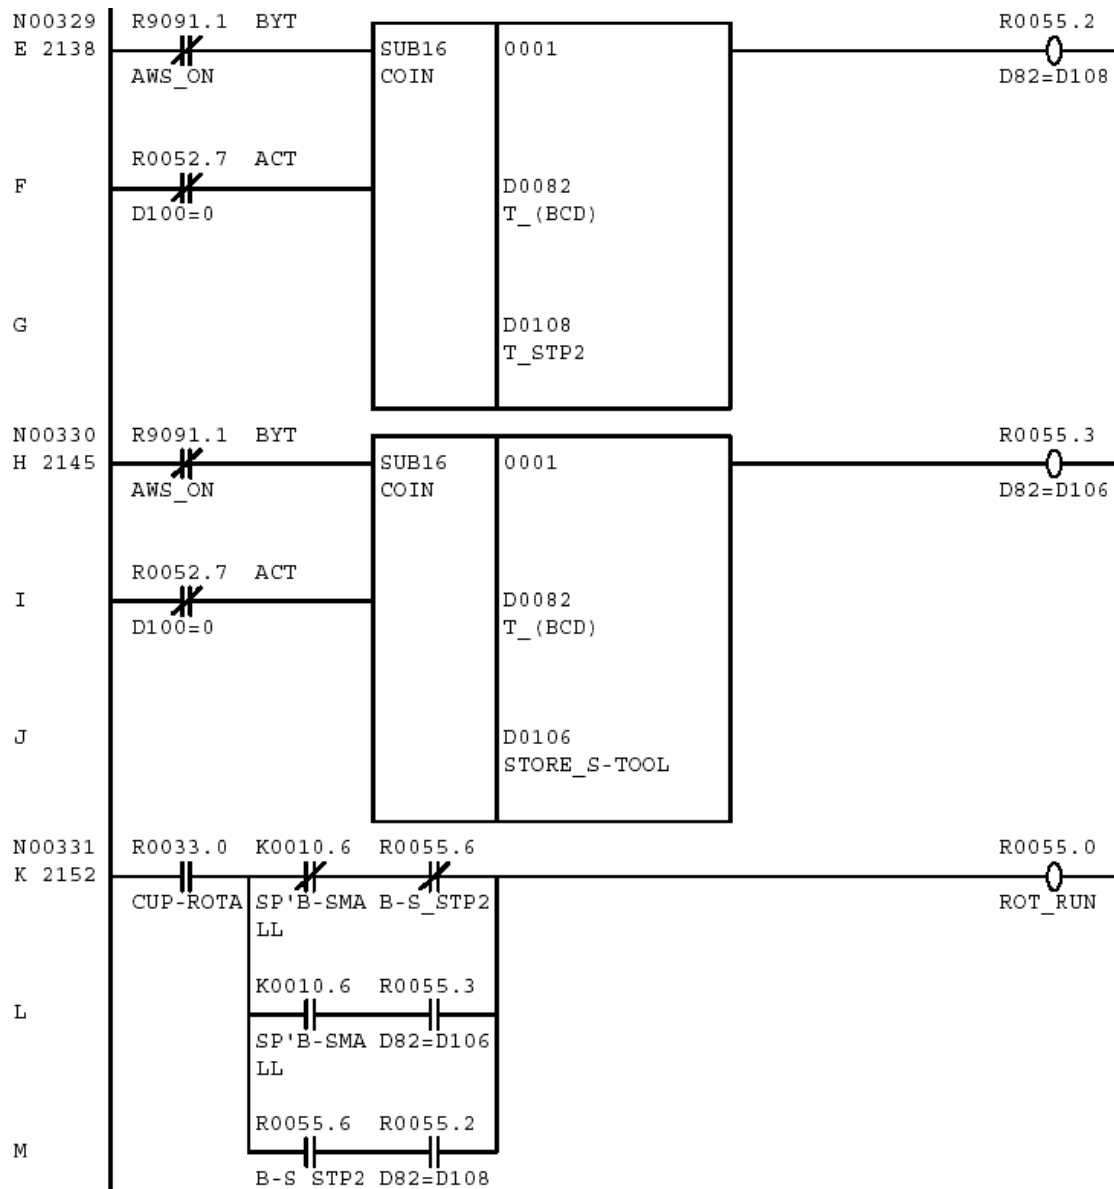 N00329 R9091.1 BYT R0055.2
E 2138 SUB16 0001
AWS_ON COIN D82=D108
R0052.7 ACT
F D0082
D100=0 T_(BCD)
G D0108
T_STP2
N00330 R9091.1 BYT R0055.3
H 2145 SUB16 0001
AWS_ON COIN D82=D106
R0052.7 ACT
I D0082
D100=0 T_(BCD)
J D0106
STORE_S-TOOL
N00331 R0033.0 K0010.6 R0055.6 R0055.0
K 2152
CUP-ROTA SP'B-SMA B-S_STP2 ROT_RUN
LL
K0010.6 R0055.3
L
SP'B-SMA D82=D106
LL
R0055.6 R0055.2
M
B-S STP2 D82=D108